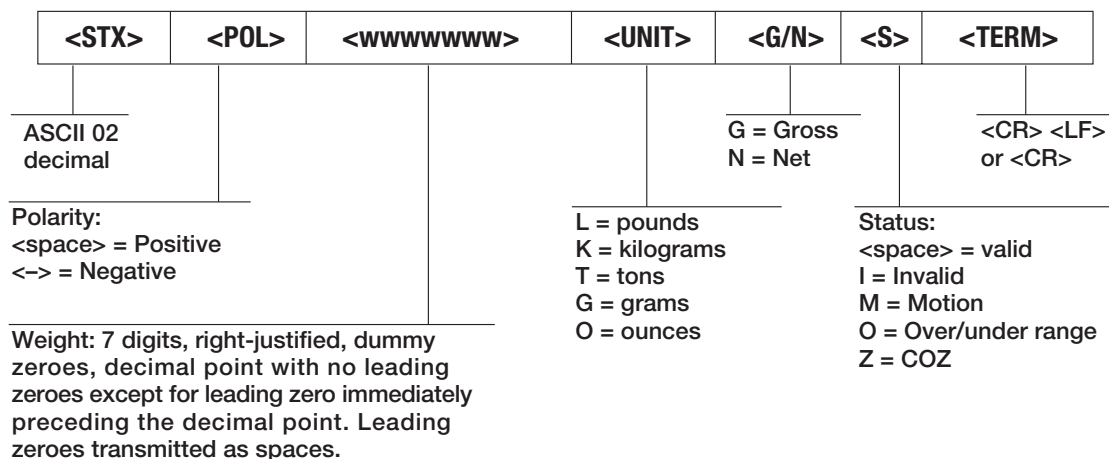 <STX> <POL> <wwwwwww> <UNIT> <G/N> <S> <TERM>
ASCII 02
decimal
G = Gross
N = Net
<CR> <LF>
or <CR>
Polarity:
<space> = Positive
<–> = Negative
L = pounds
K = kilograms
T = tons
G = grams
O = ounces
Status:
<space> = valid
I = Invalid
M = Motion
O = Over/under range
Z = COZ
Weight: 7 digits, right-justified, dummy
zeroes, decimal point with no leading
zeroes except for leading zero immediately
preceding the decimal point. Leading
zeroes transmitted as spaces.